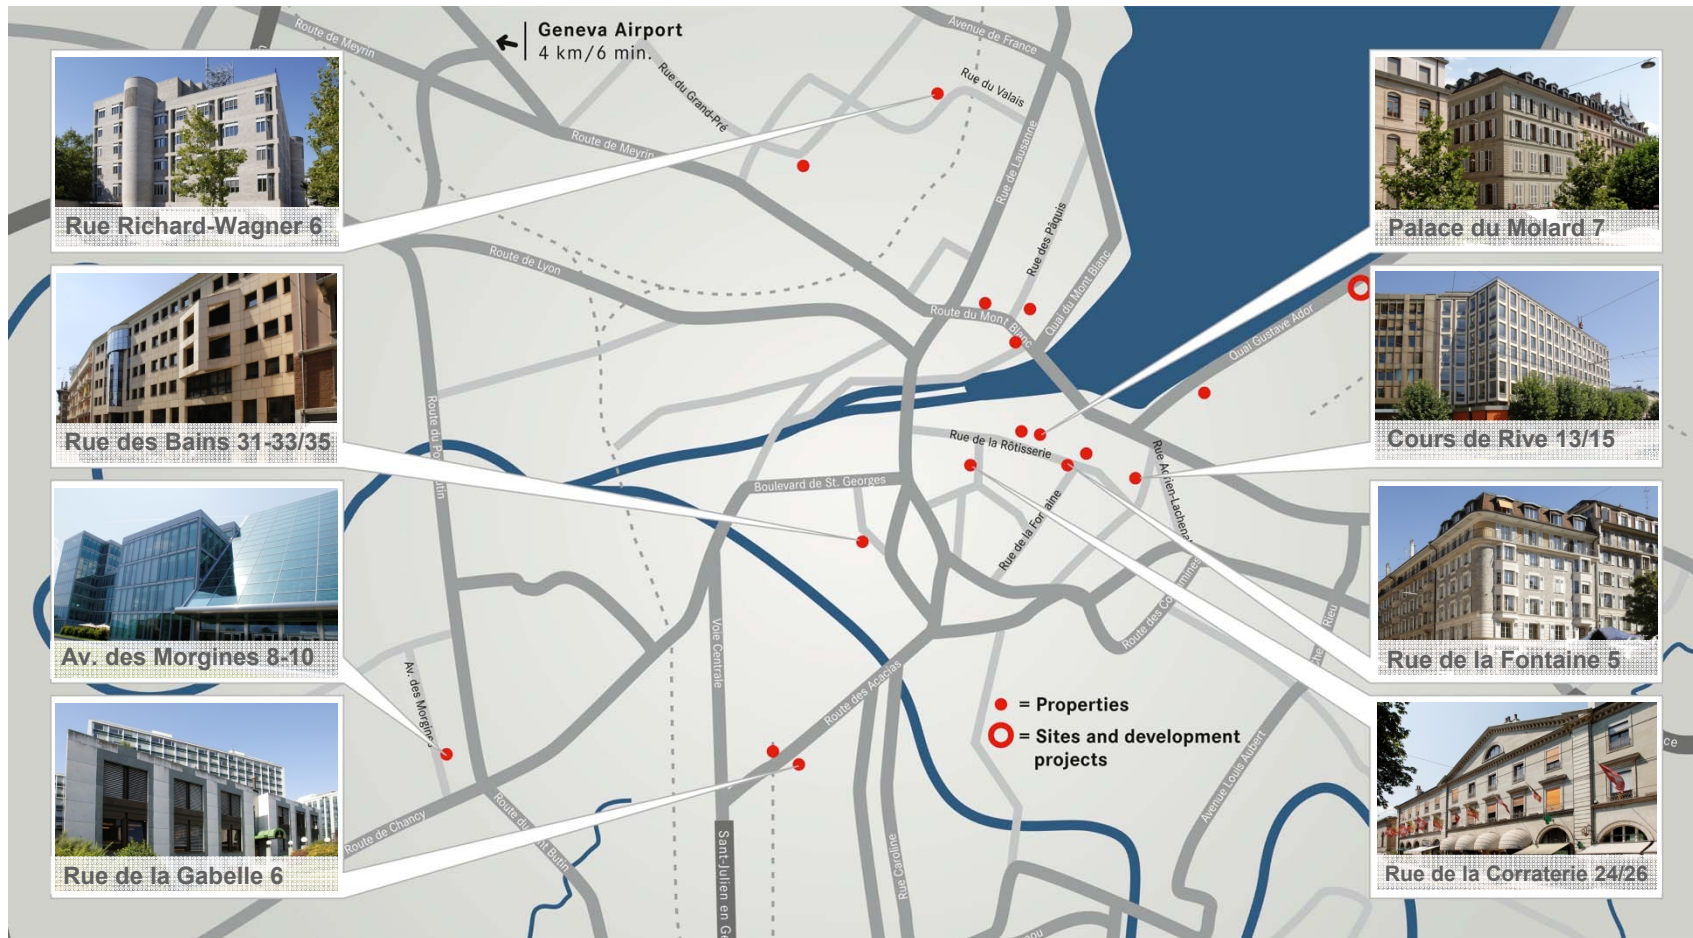 Route de Meyrin
Geneva Airport
4 km/6 min.
Avenue de France
Rue du Grand-Pré
Rue du Valais
Route de Meyrin
Rue de Lausanne
Rue Richard-Wagner 6
Palace du Molard 7
Route de Lyon
Rue des Pâquis
Quai du Mont Blanc
Route du Mont Blanc
Quai Gustave Ador
Rue des Bains 31-33/35
Cours de Rive 13/15
Rue de la Rôtisserie
Boulevard de St. Georges
Rue de la Fontaine
Av. des Morgines 8-10
Rue de la Fontaine 5
Voie Centrale
Route des Acacias
Av. des Morgines
= Properties
= Sites and development
projects
Avenue Louis Aubert
Route de Chancy
Rue de la Gabelle 6
Rue de la Corraterie 24/26
Rue Caroline
Sant-Julien en Ge